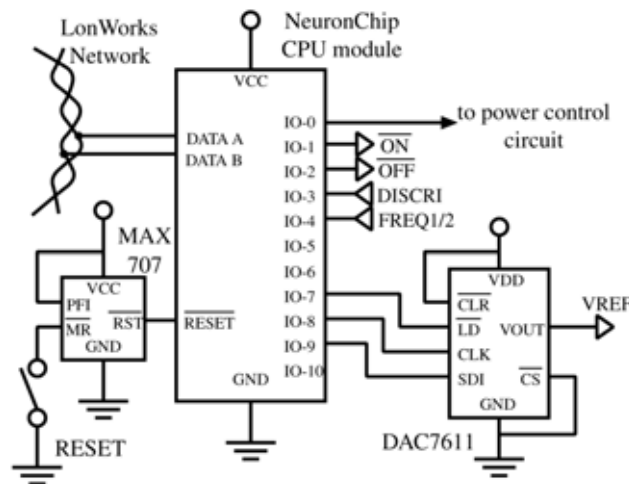 LonWorks
Network
NeuronChip
CPU module
VCC
DATA A
DATA B
RESET
GND
IO-0
IO-1
IO-2
IO-3
IO-4
IO-5
IO-6
IO-7
IO-8
IO-9
IO-10
to power control
circuit
ON
OFF
DISCRI
FREQ1/2
MAX
707
VCC
PFI
MR
RST
GND
RESET
VDD
CLR
LD
CLK
SDI
VOUT
CS
GND
VREF
DAC7611